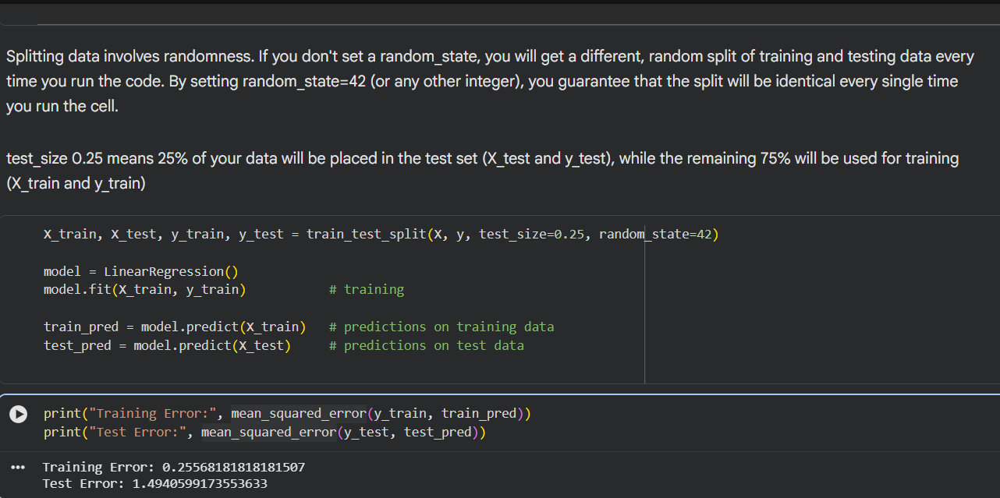 Splitting data involves randomness. If you don't set a random_state, you will get a different, random split of training and testing data every
time you run the code. By setting random_state=42 (or any other integer), you guarantee that the split will be identical every single time
you run the cell.
test_size 0.25 means 25% of your data will be placed in the test set (X_test and y_test), while the remaining 75% will be used for training
(X_train and y_train)
X_train, X_test, y_train, y_test = train_test_split(X, y, test_size=0.25, random_state=42)
model = LinearRegression()
model.fit(X_train, y_train)           # training
train_pred = model.predict(X_train)   # predictions on training data
test_pred = model.predict(X_test)     # predictions on test data
print("Training Error:", mean_squared_error(y_train, train_pred))
print("Test Error:", mean_squared_error(y_test, test_pred))
Training Error: 0.25568181818181507
Test Error: 1.4940599173553633